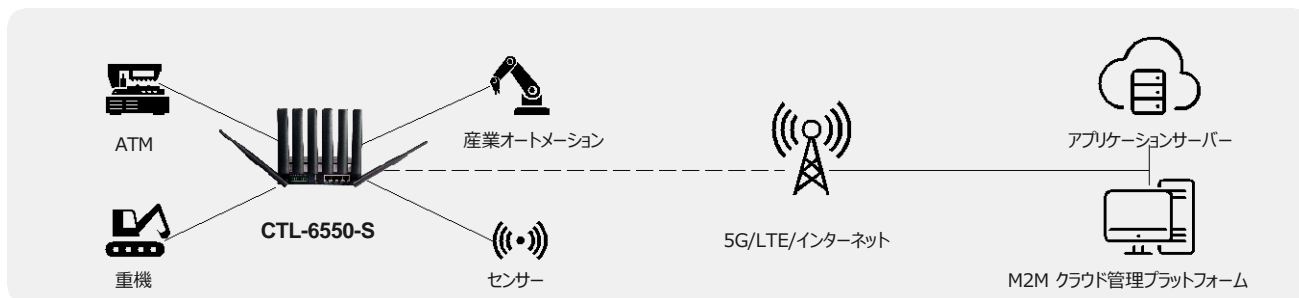 ATM
産業オートメーション
アプリケーションサーバー
CTL-6550-S
5G/LTE/インターネット
重機
センサー
M2M クラウド管理プラットフォーム